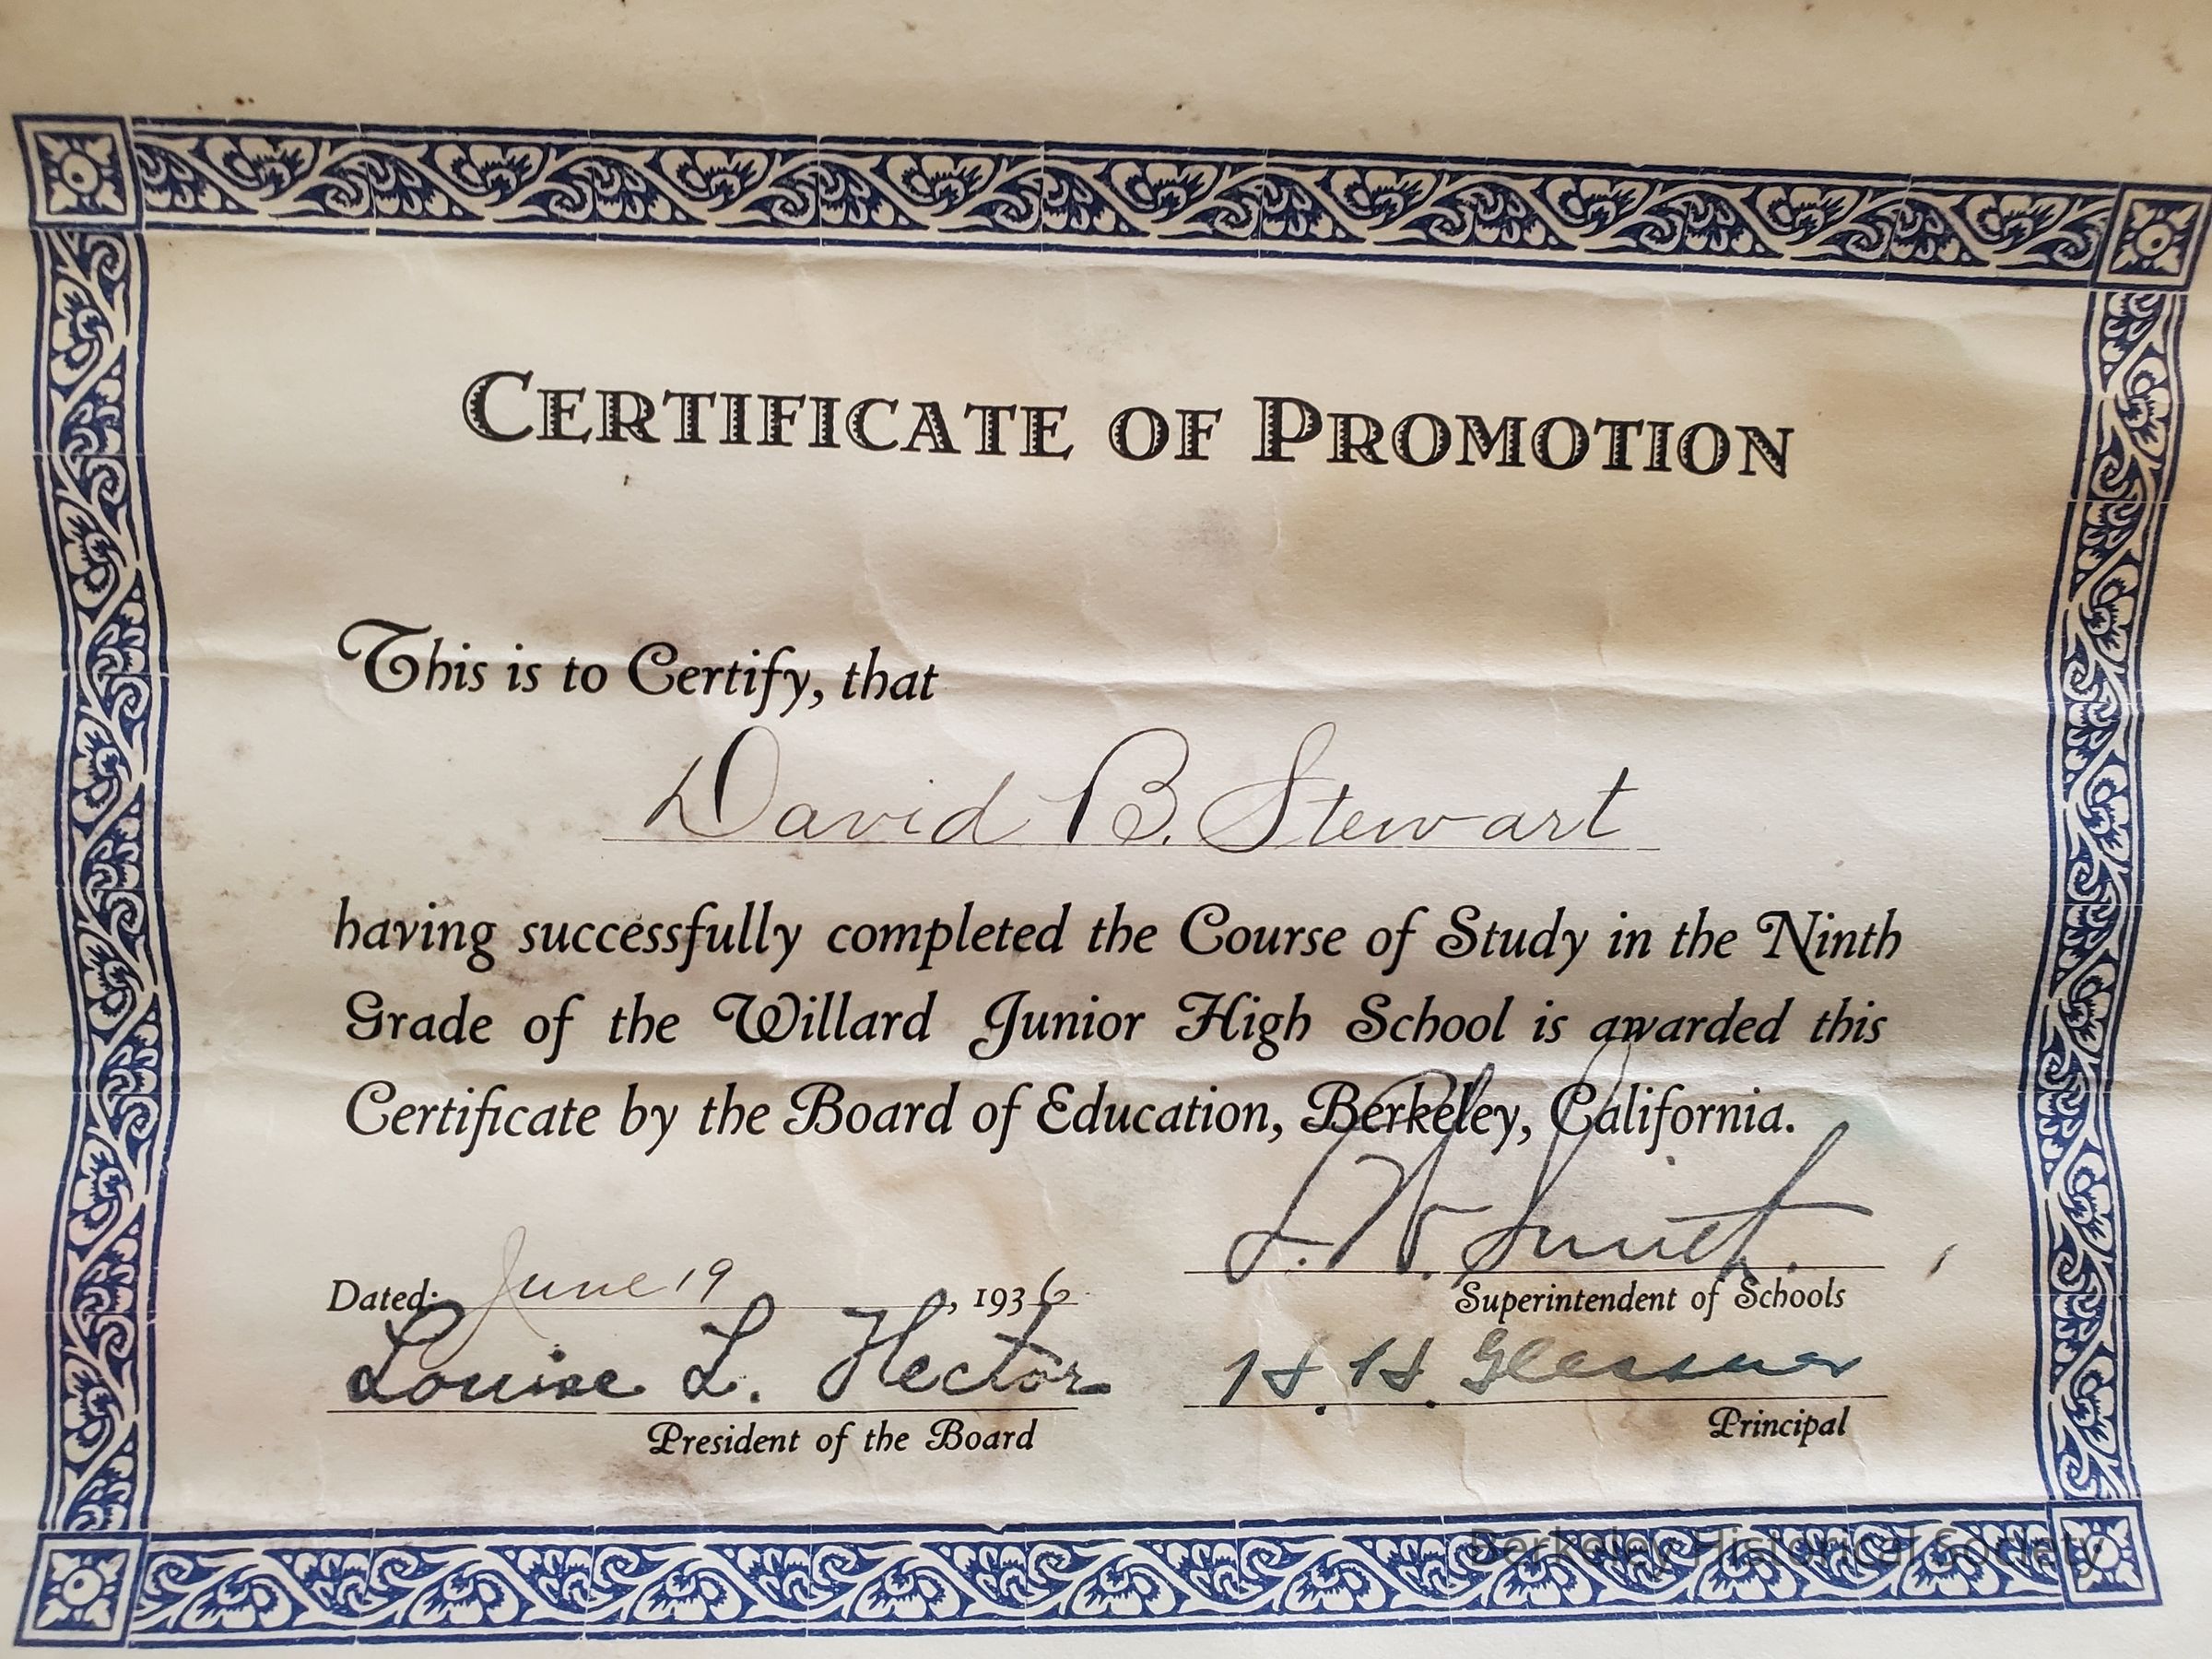 CERTIFICATE OF PROMOTION
This is to Certify, that
David B. Stewart
having successfully completed the Course of Study in the Ninth
Grade of the Willard Junior High School is awarded this
Certificate by the Board of Education, Berkeley, California.
Dated: June 19, 1936
Louise L. Hector
President of the Board
L. W. Smith.
Superintendent of Schools
H. H. Glessner
Principal
Berkeley Historical Society